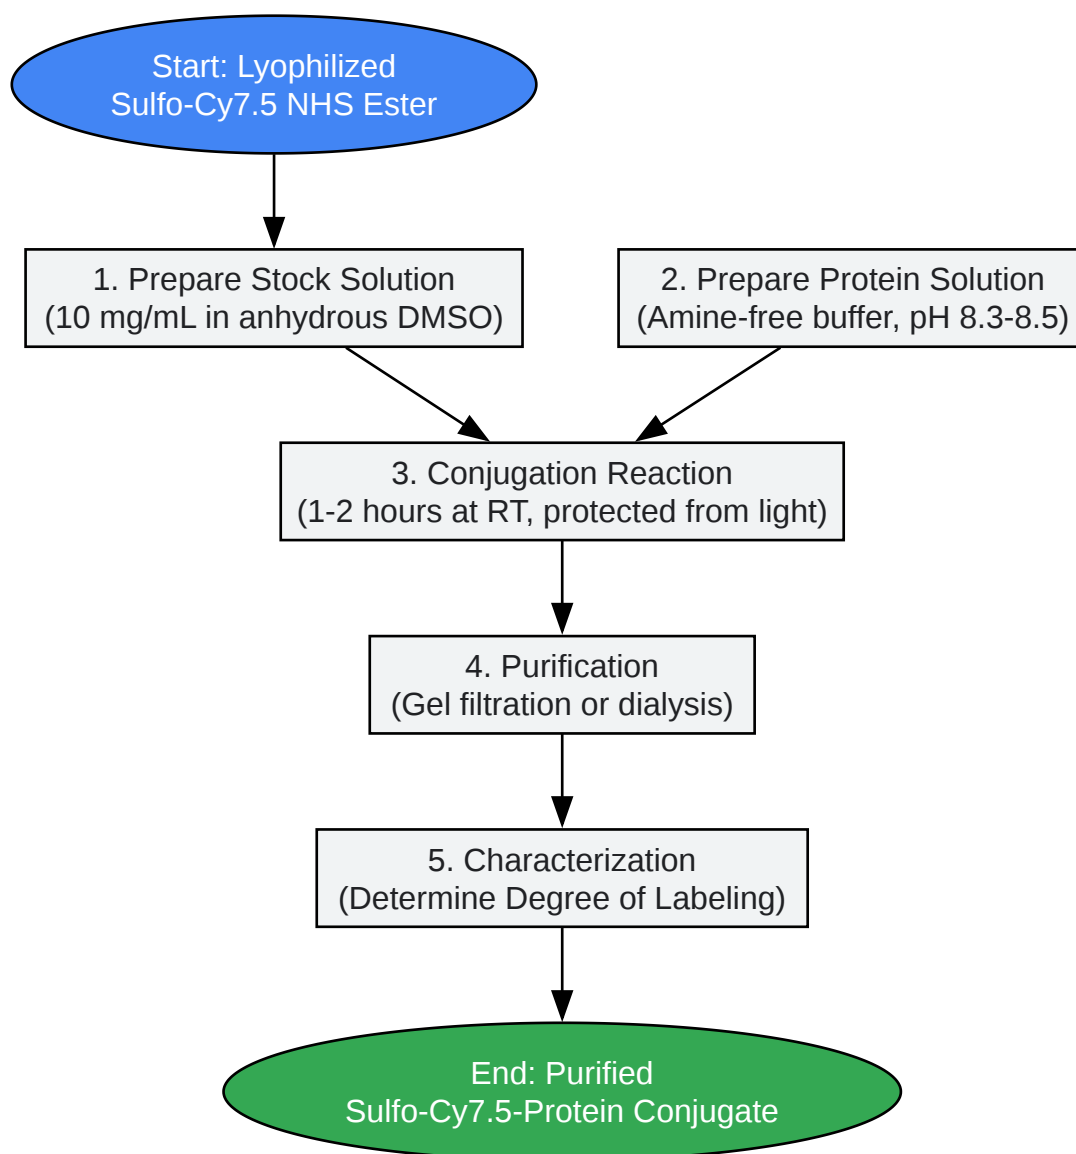 Start: Lyophilized
Sulfo-Cy7.5 NHS Ester
1. Prepare Stock Solution
(10 mg/mL in anhydrous DMSO)
2. Prepare Protein Solution
(Amine-free buffer, pH 8.3-8.5)
3. Conjugation Reaction
(1-2 hours at RT, protected from light)
4. Purification
(Gel filtration or dialysis)
5. Characterization
(Determine Degree of Labeling)
End: Purified
Sulfo-Cy7.5-Protein Conjugate